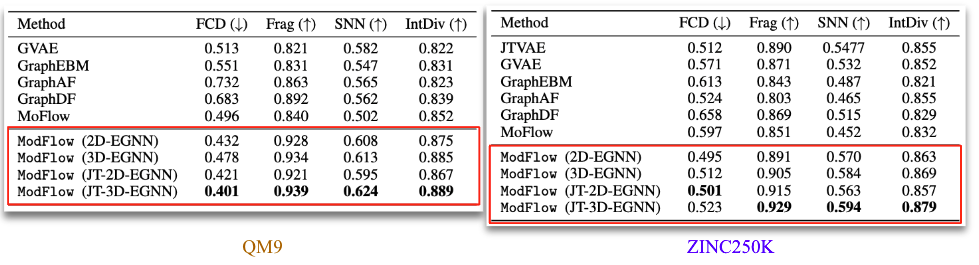 Method FCD (↓) Frag (↑) SNN (↑) IntDiv (↑)
GVAE 0.513 0.821 0.582 0.822
GraphEBM 0.551 0.831 0.547 0.831
GraphAF 0.732 0.863 0.565 0.823
GraphDF 0.683 0.892 0.562 0.839
MoFlow 0.496 0.840 0.502 0.852
ModFlow (2D-EGNN) 0.432 0.928 0.608 0.875
ModFlow (3D-EGNN) 0.478 0.934 0.613 0.885
ModFlow (JT-2D-EGNN) 0.421 0.921 0.595 0.867
ModFlow (JT-3D-EGNN) 0.401 0.939 0.624 0.889
QM9
Method FCD (↓) Frag (↑) SNN (↑) IntDiv (↑)
JTVAE 0.512 0.890 0.5477 0.855
GVAE 0.571 0.871 0.532 0.852
GraphEBM 0.613 0.843 0.487 0.821
GraphAF 0.524 0.803 0.465 0.855
GraphDF 0.658 0.869 0.515 0.829
MoFlow 0.597 0.851 0.452 0.832
ModFlow (2D-EGNN) 0.495 0.891 0.570 0.863
ModFlow (3D-EGNN) 0.512 0.905 0.584 0.869
ModFlow (JT-2D-EGNN) 0.501 0.915 0.563 0.857
ModFlow (JT-3D-EGNN) 0.523 0.929 0.594 0.879
ZINC250K